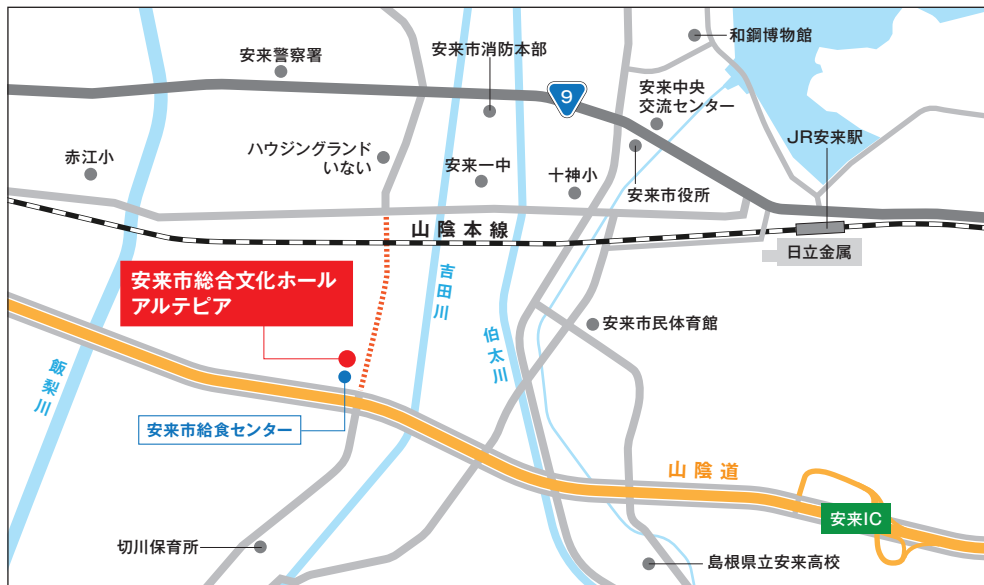 和鋼博物館
安来警察署
安来市消防本部
9
安来中央
交流センター
JR安来駅
赤江小
ハウジングランド
いない
安来一中
十神小
安来市役所
山陰本線
日立金属
安来市総合文化ホール
アルテピア
吉田川
伯太川
安来市民体育館
飯梨川
安来市給食センター
山陰道
安来IC
切川保育所
島根県立安来高校